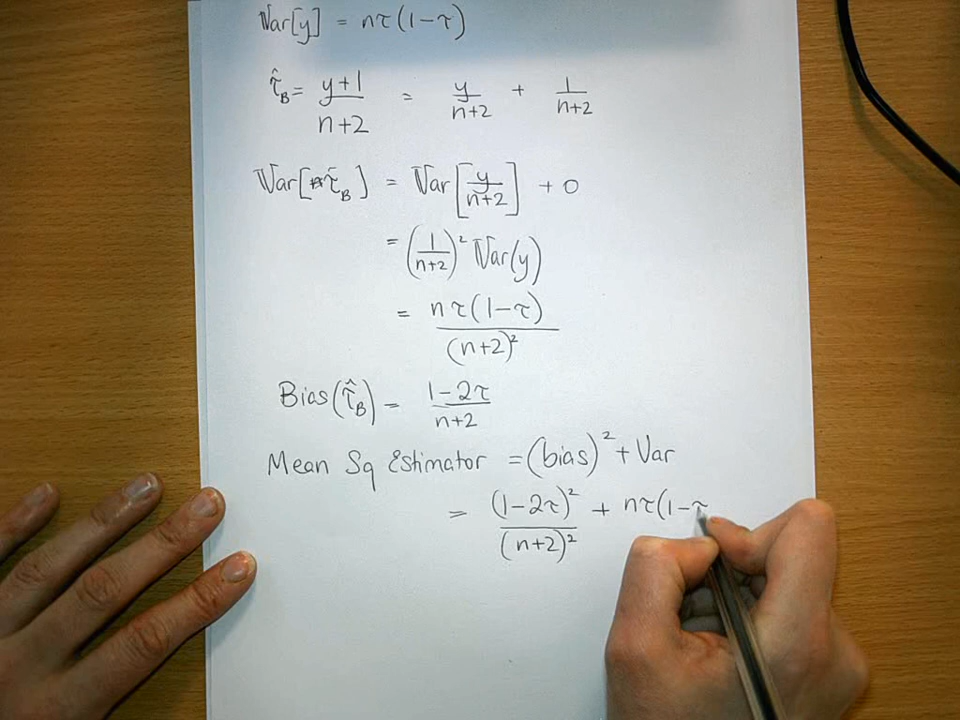 Var[y] = nτ(1-τ)
τ̂_B = (y+1)/(n+2) = y/(n+2) + 1/(n+2)
Var[τ̂_B] = Var[y/(n+2)] + 0
= (1/(n+2))² Var(y)
= nτ(1-τ)/(n+2)²
Bias(τ̂_B) = (1-2τ)/(n+2)
Mean Sq Estimator = (bias)² + Var
= (1-2τ)²/(n+2)² + nτ(1-τ